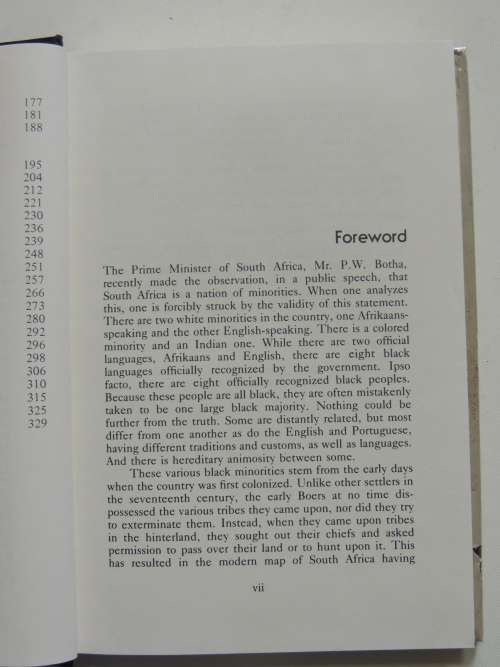 177
181
188
195
204
212
221
230
236
239
248
251
257
266
273
280
292
296
298
306
310
315
325
329
Foreword
The Prime Minister of South Africa, Mr. P.W. Botha,
recently made the observation, in a public speech, that
South Africa is a nation of minorities. When one analyzes
this, one is forcibly struck by the validity of this statement.
There are two white minorities in the country, one Afrikaans-
speaking and the other English-speaking. There is a colored
minority and an Indian one. While there are two official
languages, Afrikaans and English, there are eight black
languages officially recognized by the government. Ipso
facto, there are eight officially recognized black peoples.
Because these people are all black, they are often mistakenly
taken to be one large black majority. Nothing could be
further from the truth. Some are distantly related, but most
differ from one another as do the English and Portuguese,
having different traditions and customs, as well as languages.
And there is hereditary animosity between some.
These various black minorities stem from the early days
when the country was first colonized. Unlike other settlers in
the seventeenth century, the early Boers at no time dis-
possessed the various tribes they came upon, nor did they try
to exterminate them. Instead, when they came upon tribes
in the hinterland, they sought out their chiefs and asked
permission to pass over their land or to hunt upon it. This
has resulted in the modern map of South Africa having
vii